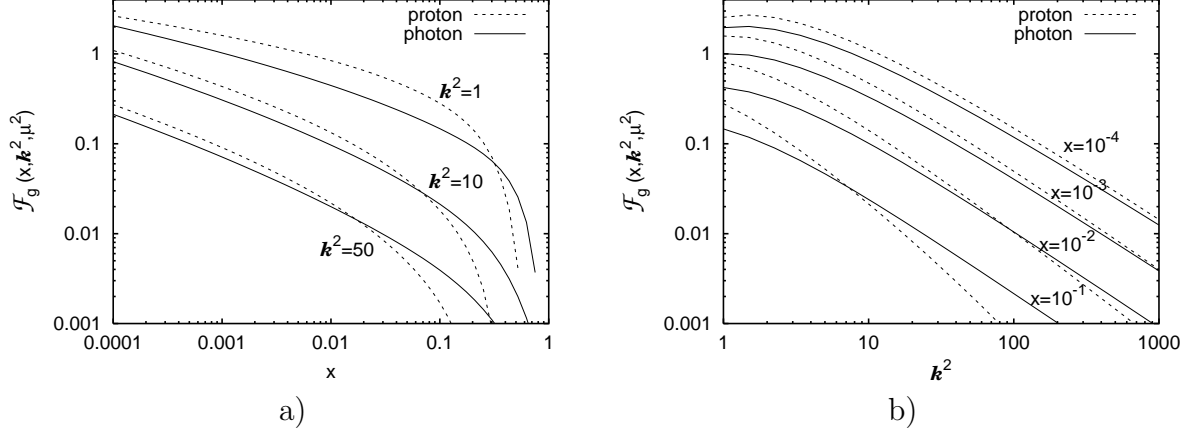 proton
photon
1
0.1
0.01
0.001
0.0001
0.001
0.01
0.1
1
x
ℱg (x,k²,μ²)
k²=1
k²=10
k²=50
a)
proton
photon
1
0.1
0.01
0.001
1
10
100
1000
k²
ℱg (x,k²,μ²)
x=10⁻⁴
x=10⁻³
x=10⁻²
x=10⁻¹
b)